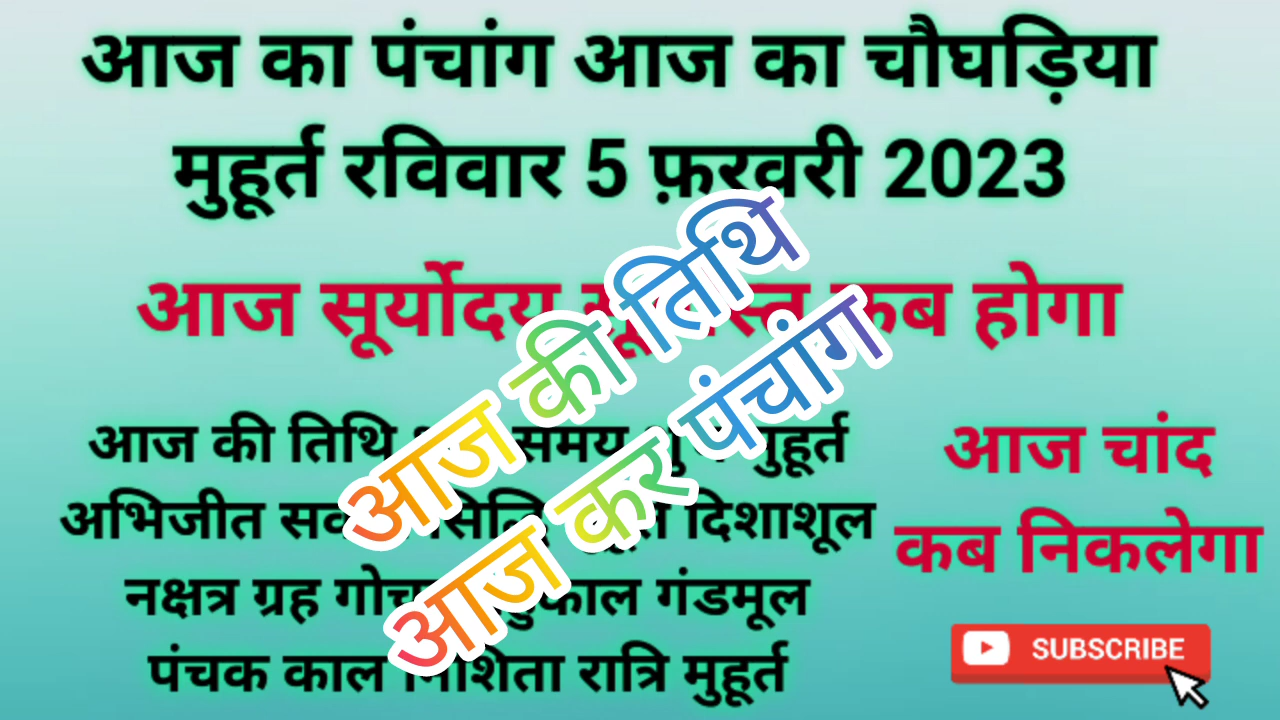 आज का पंचांग आज का चौघड़िया
मुहूर्त रविवार 5 फ़रवरी 2023
आज सूर्योदय कब होगा
आज की तिथि समय मुहूर्त
अभिजीत दिशाशूल
नक्षत्र ग्रह गंडमूल
पंचक काल रात्रि मुहूर्त
आज की तिथि
आज कर पंचांग
आज चांद
कब निकलेगा
SUBSCRIBE